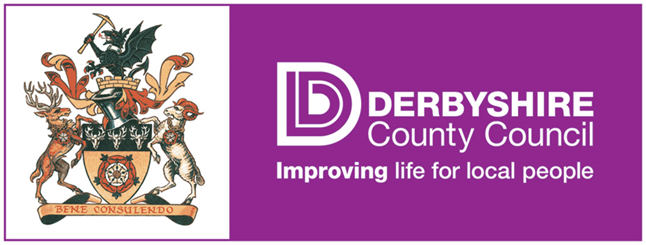 BENE CONSULENDO
DERBYSHIRE
County Council
Improving life for local people